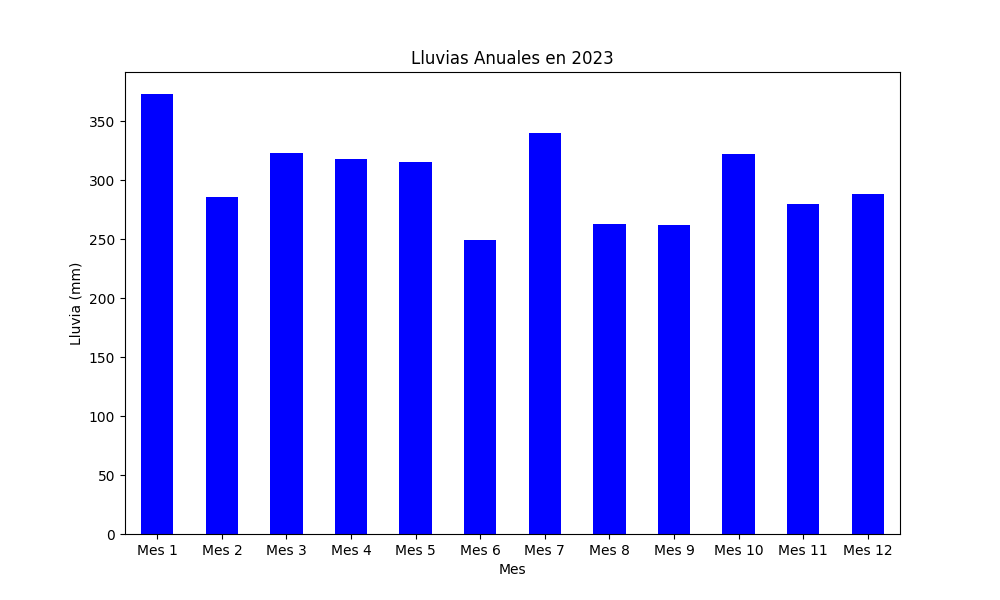 Lluvias Anuales en 2023
Lluvia (mm)
350
300
250
200
150
100
50
0
Mes 1 Mes 2 Mes 3 Mes 4 Mes 5 Mes 6 Mes 7 Mes 8 Mes 9 Mes 10 Mes 11 Mes 12
Mes